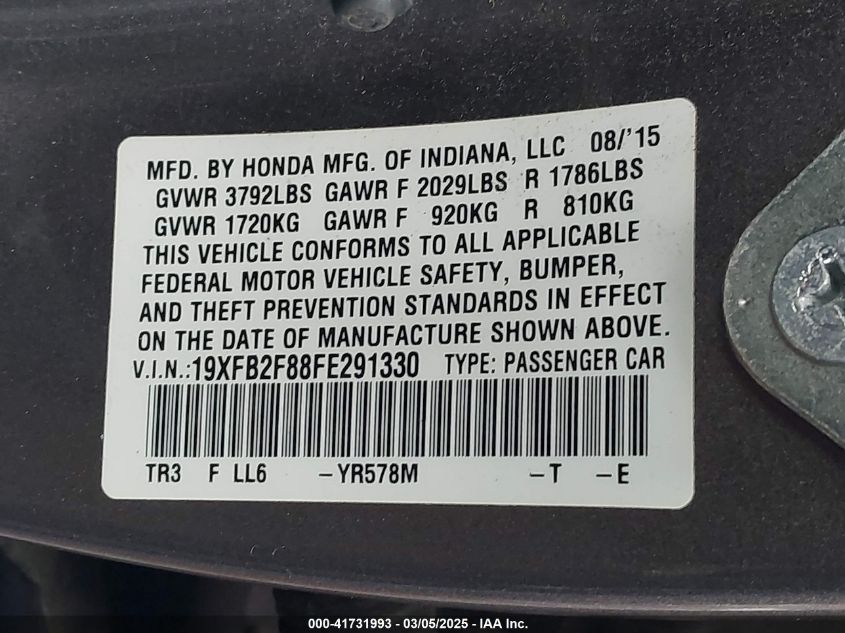 MFD. BY HONDA MFG. OF INDIANA, LLC 08/'15
GVWR 3792LBS GAWR F 2029LBS R 1786LBS
GVWR 1720KG GAWR F 920KG R 810KG
THIS VEHICLE CONFORMS TO ALL APPLICABLE
FEDERAL MOTOR VEHICLE SAFETY, BUMPER,
AND THEFT PREVENTION STANDARDS IN EFFECT
ON THE DATE OF MANUFACTURE SHOWN ABOVE.
V.I.N.:19XFB2F88FE291330 TYPE: PASSENGER CAR
TR3 F LL6 –YR578M –T –E
000-41731993 - 03/05/2025 - IAA Inc.